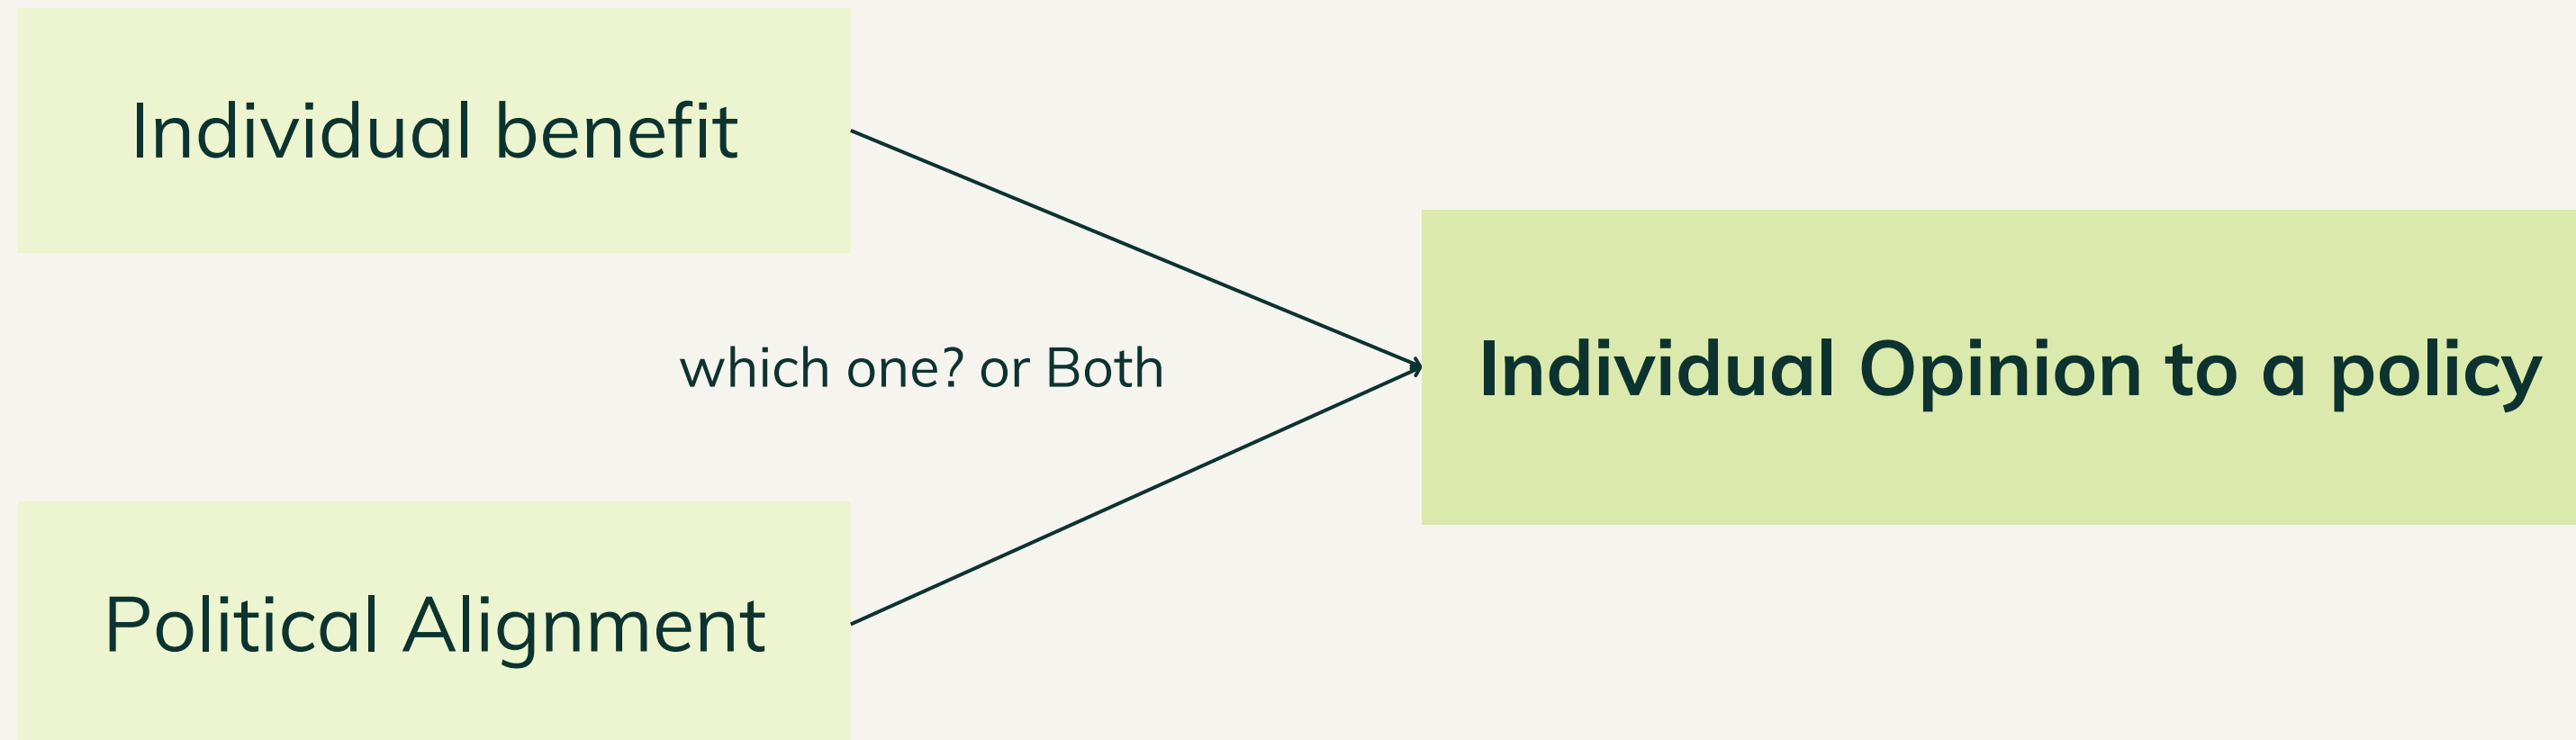 Individual benefit
which one? or Both
Individual Opinion to a policy
Political Alignment